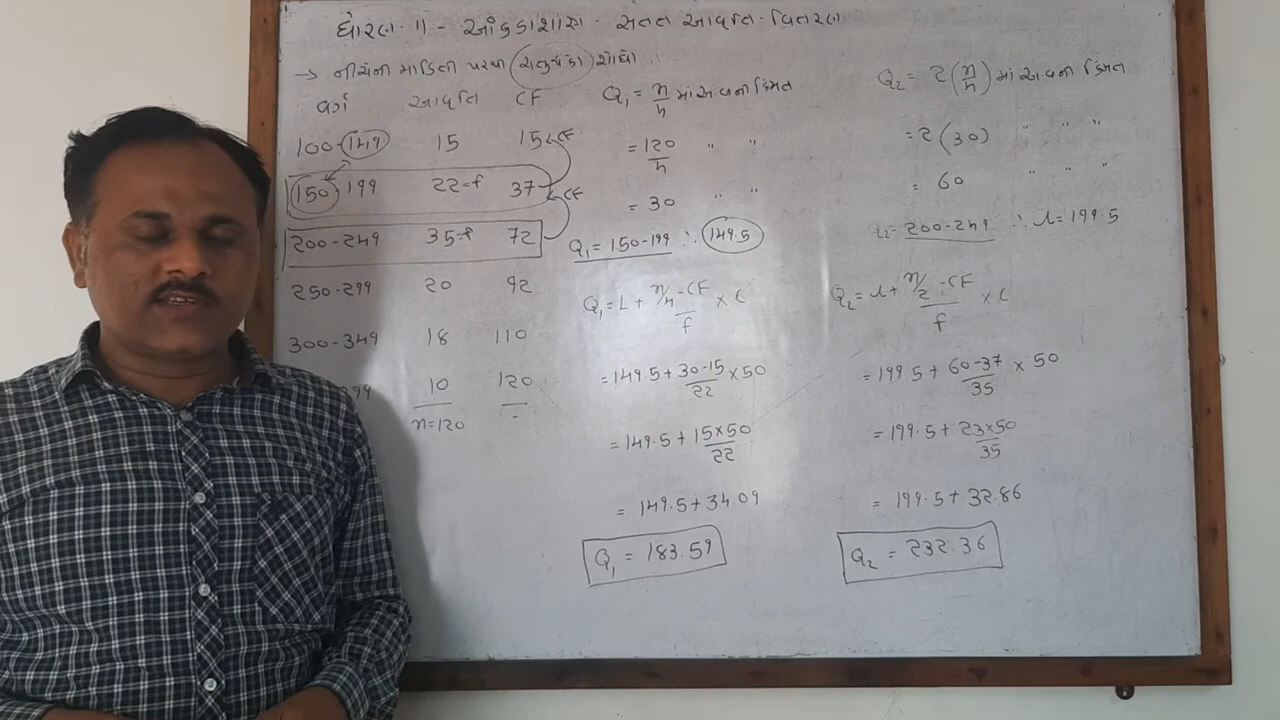 ધોરણ-11 - આંકડાશાસ્ત્ર - સતત આવૃત્તિ-વિતરણ
→ નીચેની માહિતી પરથી ચતુર્થકો શોધો
વર્ગ આવૃત્તિ CF
100-149 15 15 CF
150-199 22=f 37 CF
200-249 35=f 72
250-299 20 92
300-349 18 110
99 10 120
n=120 -
Q₁ = n/4 માં અવલોકન કિંમત
= 120/4 " "
= 30 " "
Q₁ = 150-199 ∴ 149.5
Q₁ = L + (n/4 - CF)/f × C
= 149.5 + (30-15)/22 × 50
= 149.5 + (15×50)/22
= 149.5 + 34.09
Q₁ = 183.59
Q₂ = 2(n/4) માં અવલોકન કિંમત
= 2(30) " " "
= 60 " " "
Q₂ = 200-249 ∴ L = 199.5
Q₂ = L + (n/2 - CF)/f × C
= 199.5 + (60-37)/35 × 50
= 199.5 + (23×50)/35
= 199.5 + 32.86
Q₂ = 232.36